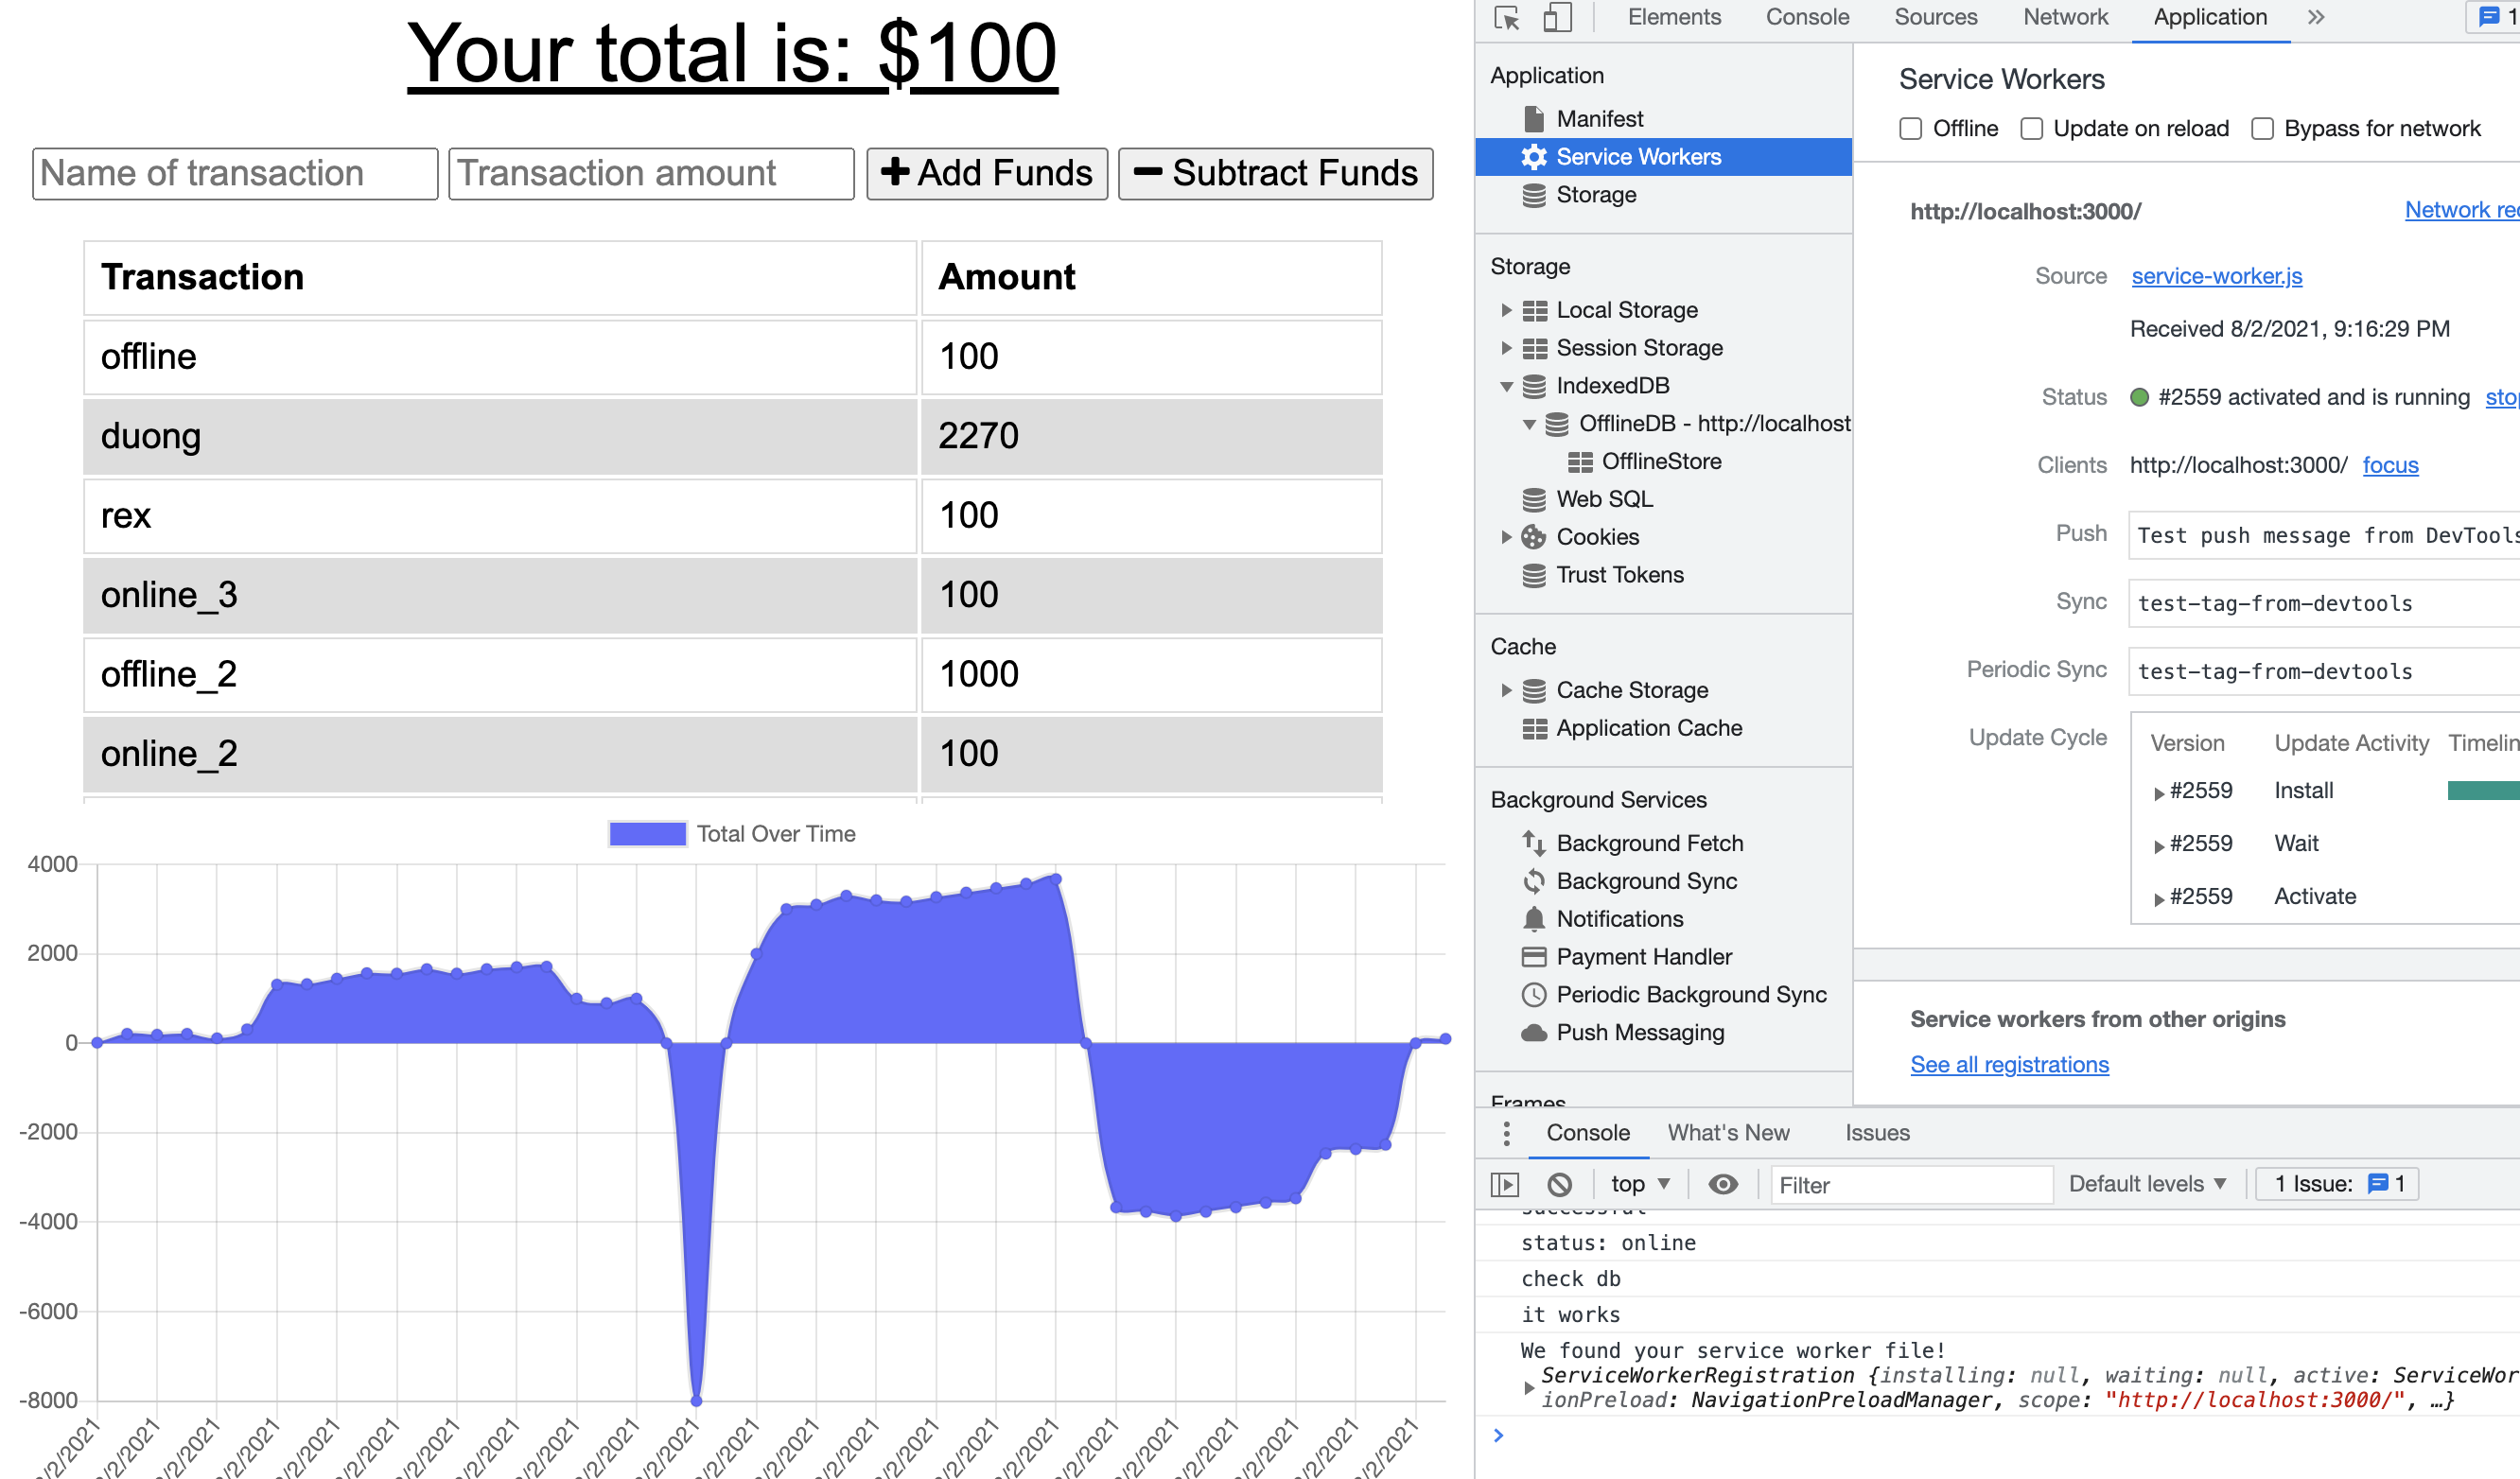 Your total is: $100
Name of transaction
Transaction amount
Add Funds
Subtract Funds
Transaction Amount
offline 100
duong 2270
rex 100
online_3 100
offline_2 1000
online_2 100
Total Over Time
4000
2000
0
-2000
-4000
-6000
-8000
/2/2021 /2/2021 /2/2021 /2/2021 /2/2021 /2/2021 /2/2021 /2/2021 /2/2021 /2/2021 /2/2021 /2/2021 /2/2021 /2/2021 /2/2021 /2/2021 /2/2021 /2/2021 /2/2021 /2/2021 /2/2021 /2/2021 /2/2021
Elements Console Sources Network Application » 1
Application
Manifest
Service Workers
Storage
Storage
Local Storage
Session Storage
IndexedDB
OfflineDB - http://localhost
OfflineStore
Web SQL
Cookies
Trust Tokens
Cache
Cache Storage
Application Cache
Background Services
Background Fetch
Background Sync
Notifications
Payment Handler
Periodic Background Sync
Push Messaging
Frames
Service Workers
Offline Update on reload Bypass for network
http://localhost:3000/ Network re
Source service-worker.js
Received 8/2/2021, 9:16:29 PM
Status #2559 activated and is running sto
Clients http://localhost:3000/ focus
Push Test push message from DevTools
Sync test-tag-from-devtools
Periodic Sync test-tag-from-devtools
Update Cycle Version Update Activity Timelin
#2559 Install
#2559 Wait
#2559 Activate
Service workers from other origins
See all registrations
Console What's New Issues
top Filter Default levels 1 Issue: 1
successful
status: online
check db
it works
We found your service worker file!
ServiceWorkerRegistration {installing: null, waiting: null, active: ServiceWor
ionPreload: NavigationPreloadManager, scope: "http://localhost:3000/", …}